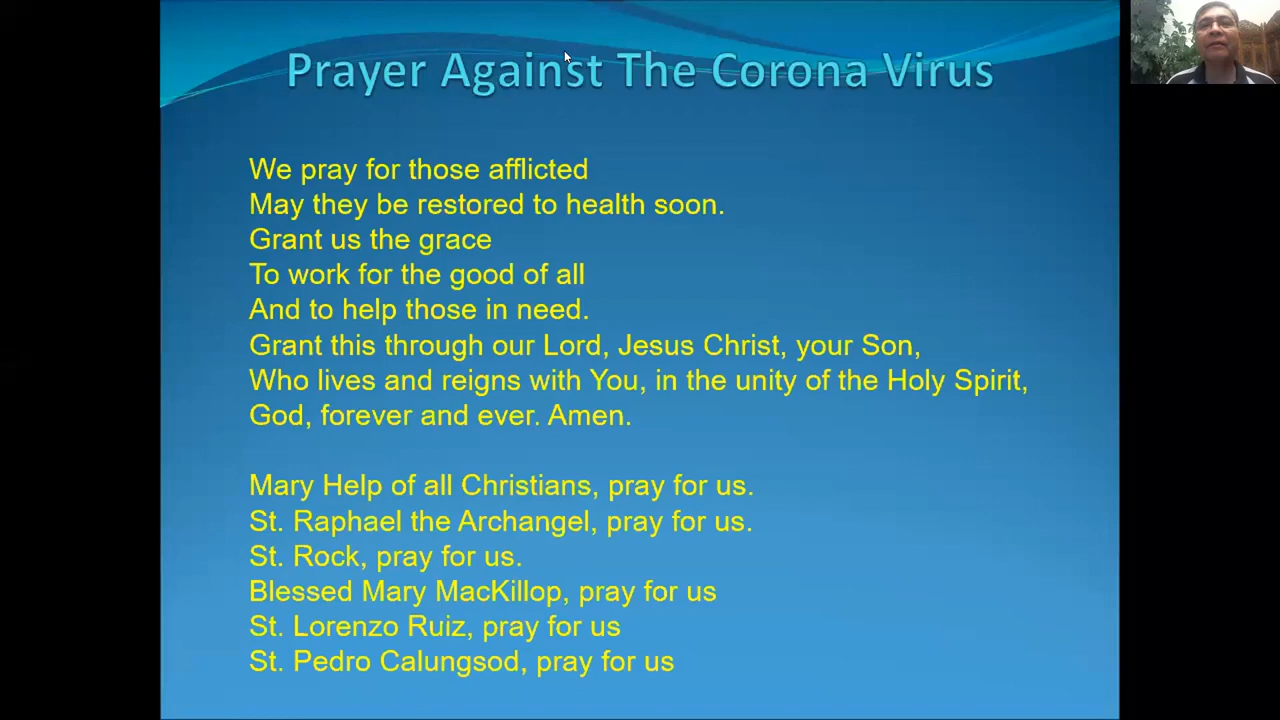 Prayer Against The Corona Virus
We pray for those afflicted
May they be restored to health soon.
Grant us the grace
To work for the good of all
And to help those in need.
Grant this through our Lord, Jesus Christ, your Son,
Who lives and reigns with You, in the unity of the Holy Spirit,
God, forever and ever. Amen.
Mary Help of all Christians, pray for us.
St. Raphael the Archangel, pray for us.
St. Rock, pray for us.
Blessed Mary MacKillop, pray for us
St. Lorenzo Ruiz, pray for us
St. Pedro Calungsod, pray for us